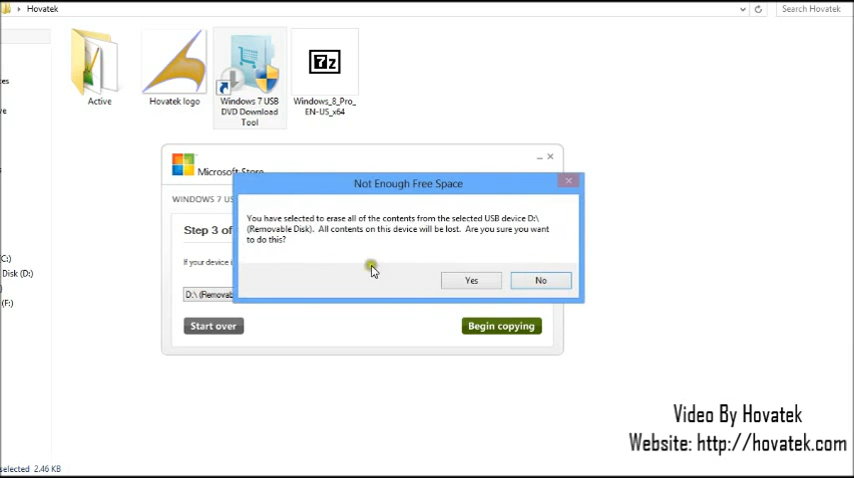 Hovatek
Search Hovatek
Active
Hovatek logo
Windows 7 USB
DVD Download
Tool
Windows_8_Pro_
EN-US_x64
7z
Microsoft Store
WINDOWS 7 US
Not Enough Free Space
Step 3 of
You have selected to erase all of the contents from the selected USB device D:\
(Removable Disk). All contents on this device will be lost. Are you sure you want
to do this?
If your device i
(C:)
Disk (D:)
(F:)
Yes
No
D:\ (Remova
Start over
Begin copying
Video By Hovatek
Website: http://hovatek.com
selected 2.46 KB